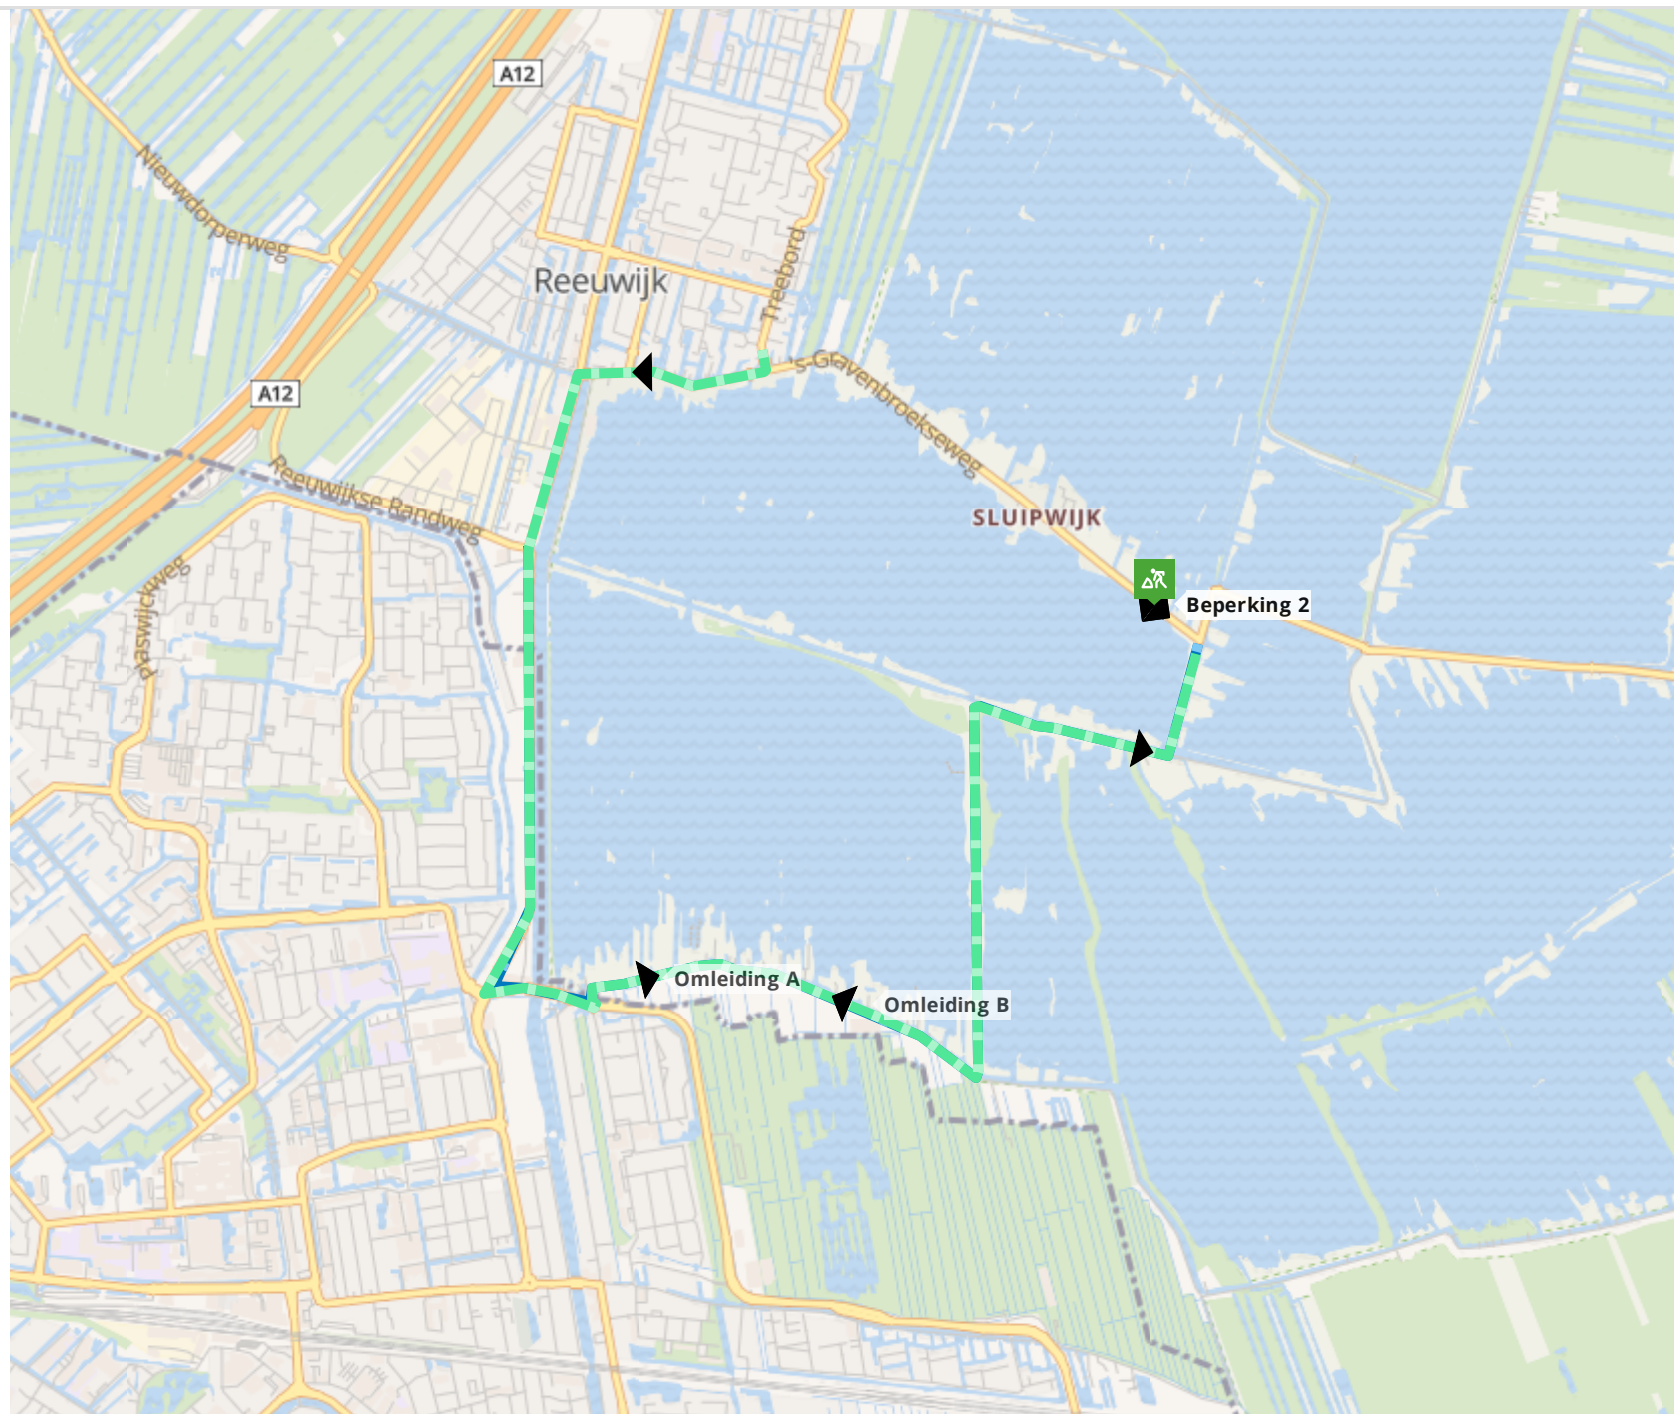 A12
Nieuwdorperweg
Reeuwijk
Treebord
's-Gravenbroekseweg
A12
Reeuwijkse Randweg
SLUIPWIJK
Plaswijckweg
Beperking 2
Omleiding A
Omleiding B